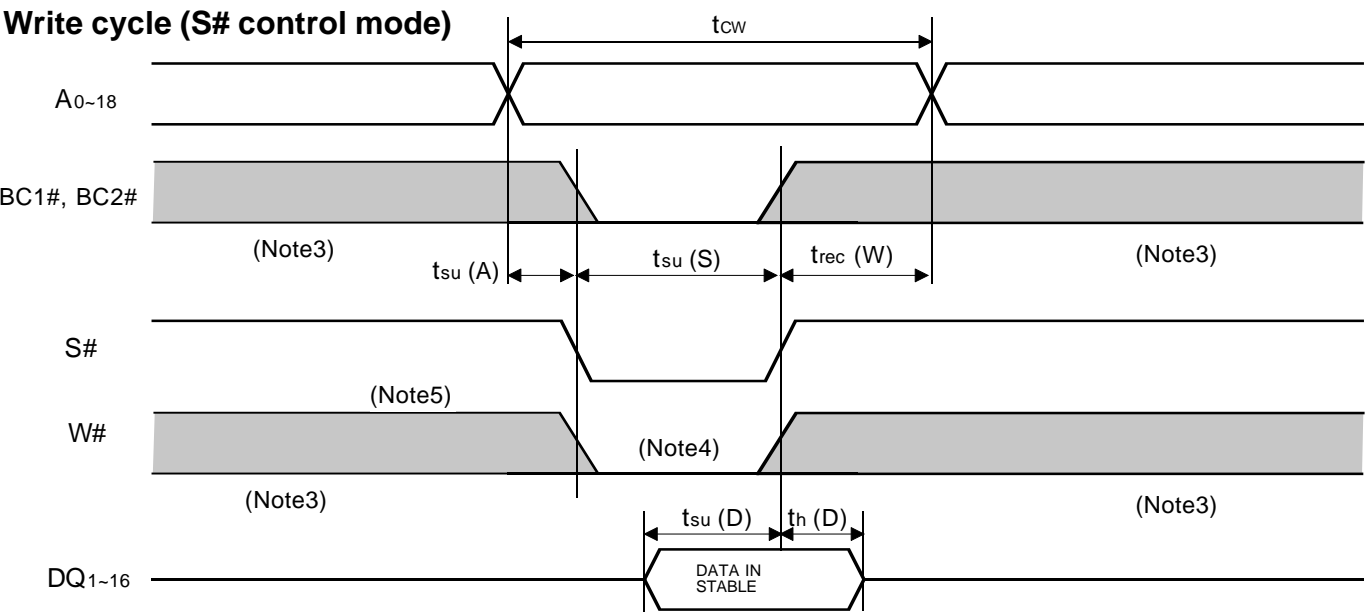 Write cycle (S# control mode)
tCW
A0~18
BC1#, BC2#
(Note3)
tsu (A)
tsu (S)
trec (W)
(Note3)
S#
(Note5)
W#
(Note4)
(Note3)
(Note3)
tsu (D)
th (D)
DQ1~16
DATA IN
STABLE